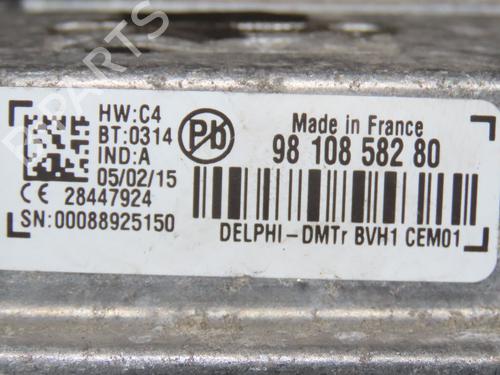 HW:C4
BT:0314
IND:A
05/02/15
CE 28447924
SN:00088925150
Pb
Made in France
98 108 582 80
DELPHI-DMTr BVH1 CEM01
B PARTS